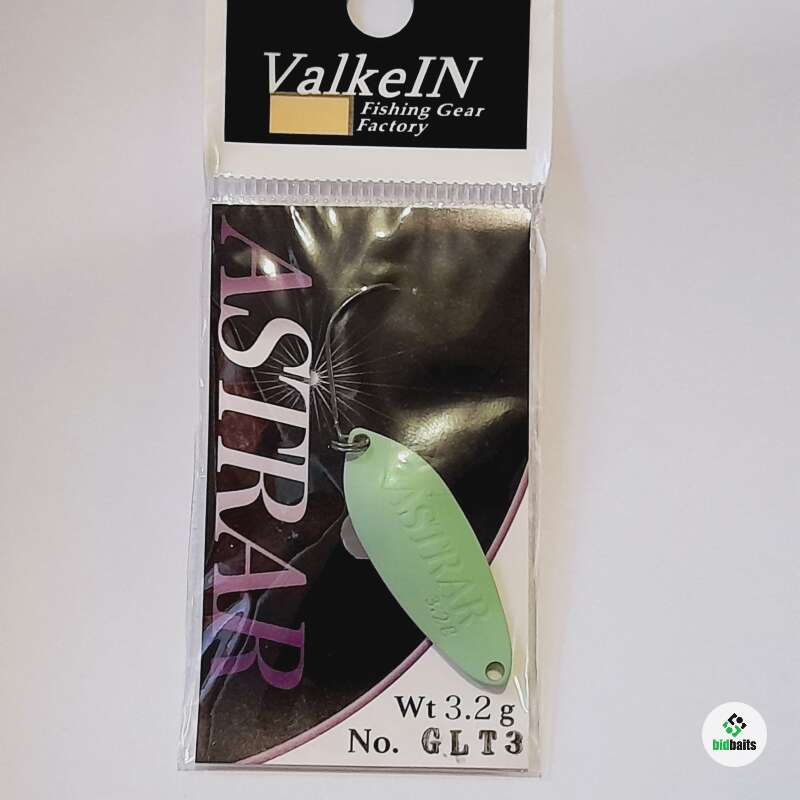 ValkeIN
Fishing Gear
Factory
ASTRAR
ASTRAR
3.2g
Wt 3.2 g
No. GLT3
bidbaits